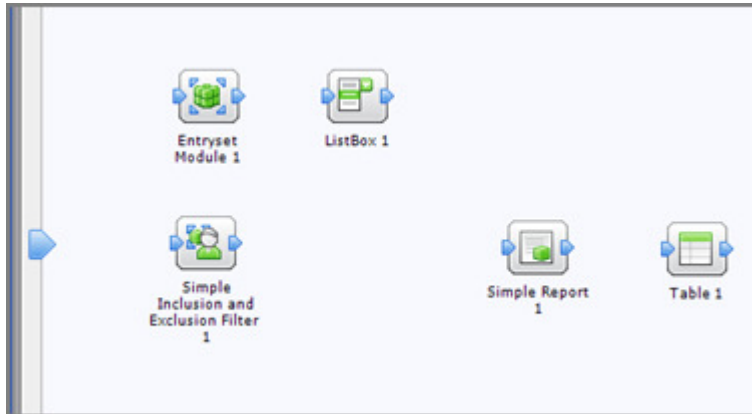 Entryset
Module 1
ListBox 1
Simple
Inclusion and
Exclusion Filter
1
Simple Report
1
Table 1